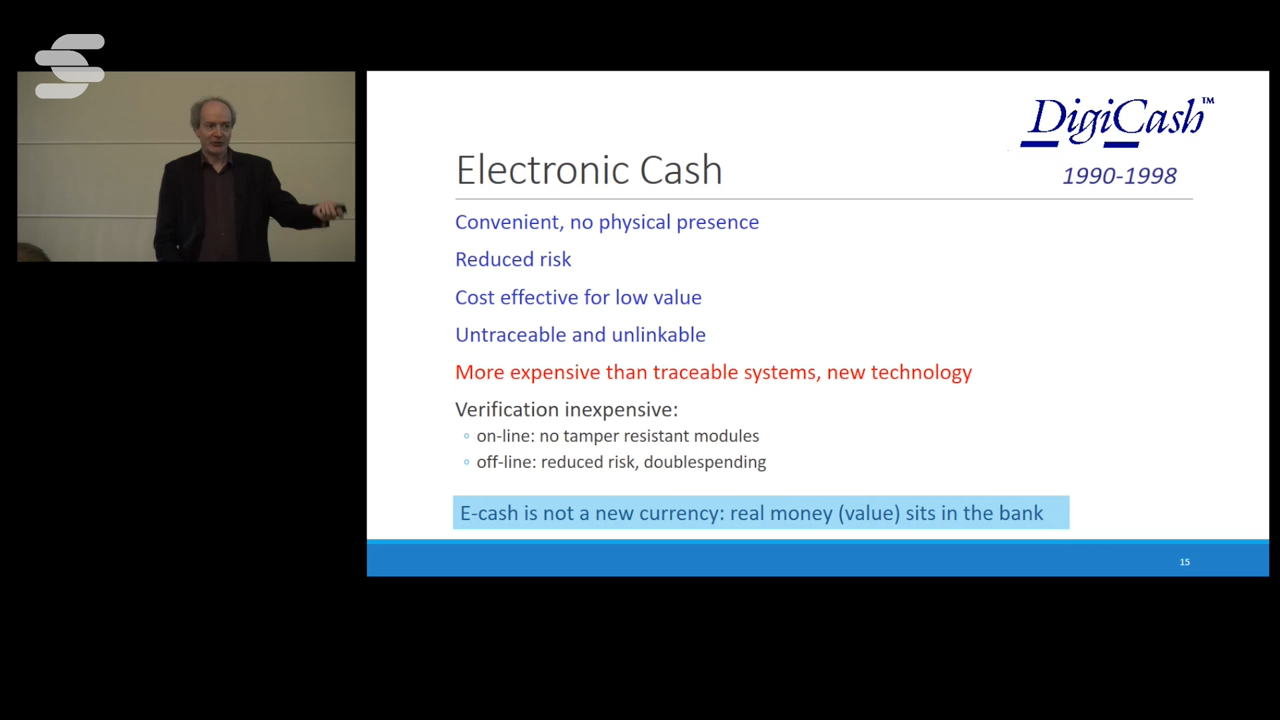 DigiCash™
1990-1998
Electronic Cash
Convenient, no physical presence
Reduced risk
Cost effective for low value
Untraceable and unlinkable
More expensive than traceable systems, new technology
Verification inexpensive:
◦ on-line: no tamper resistant modules
◦ off-line: reduced risk, doublespending
E-cash is not a new currency: real money (value) sits in the bank
15